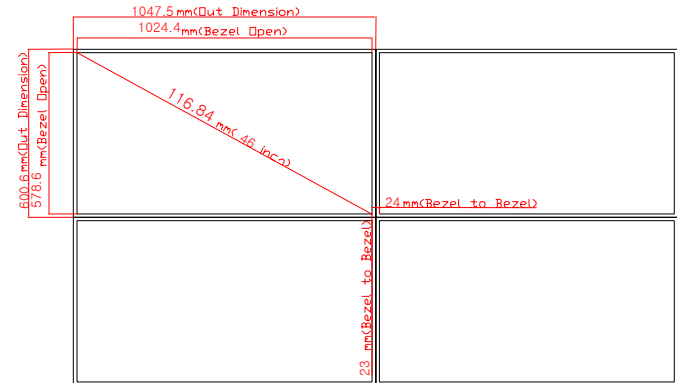 1047.5 mm(Out Dimension)
1024.4 mm(Bezel Open)
600.6 mm(Out Dimension)
578.6 mm(Bezel Open)
116.84 mm( 46 inca)
24 mm(Bezel to Bezel)
23 mm(Bezel to Bezel)